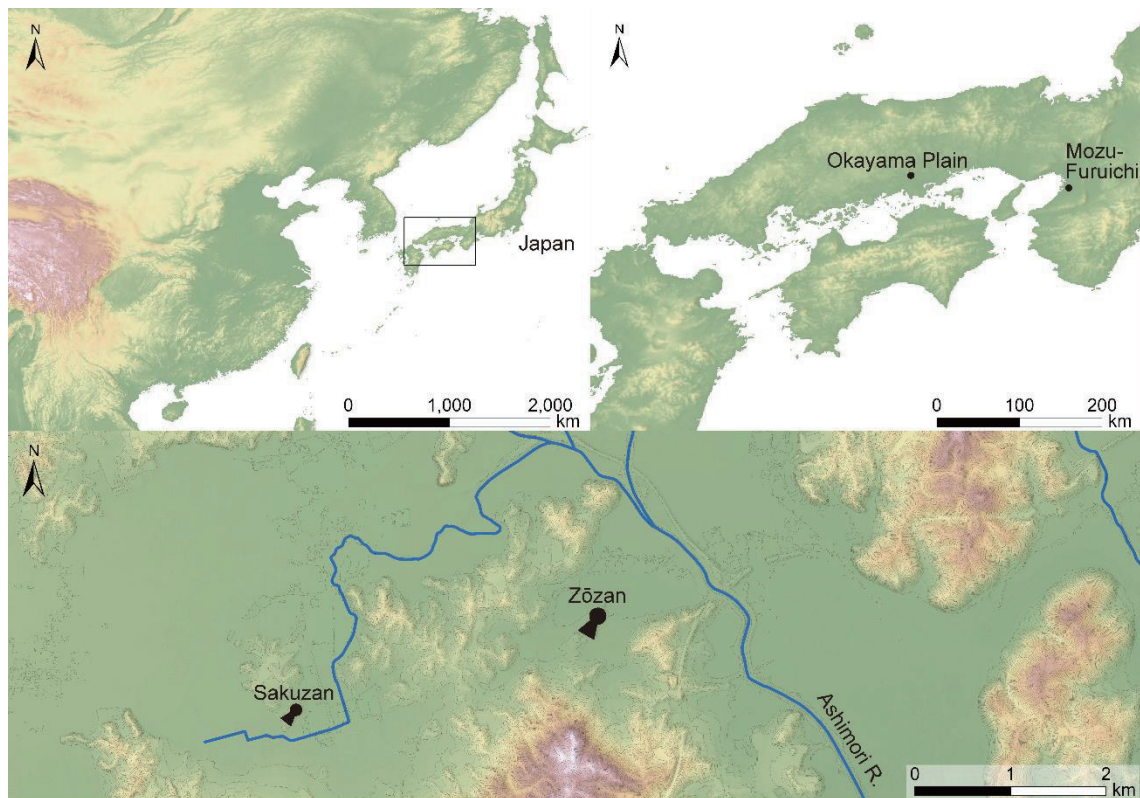 N
Japan
0 1,000 2,000
km
N
Okayama Plain
Mozu-
Furuichi
0 100 200
km
N
Zōzan
Sakuzan
Ashimori R.
0 1 2
km